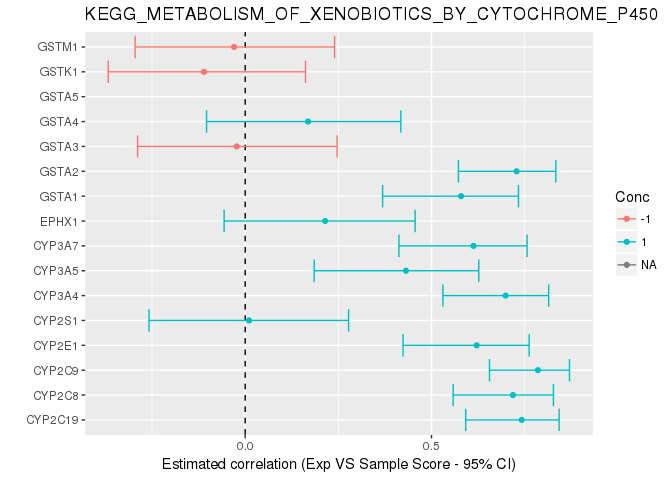 KEGG_METABOLISM_OF_XENOBIOTICS_BY_CYTOCHROME_P450
GSTM1
GSTK1
GSTA5
GSTA4
GSTA3
GSTA2
GSTA1
EPHX1
CYP3A7
CYP3A5
CYP3A4
CYP2S1
CYP2E1
CYP2C9
CYP2C8
CYP2C19
0.0 0.5
Estimated correlation (Exp VS Sample Score - 95% CI)
Conc
-1
1
NA